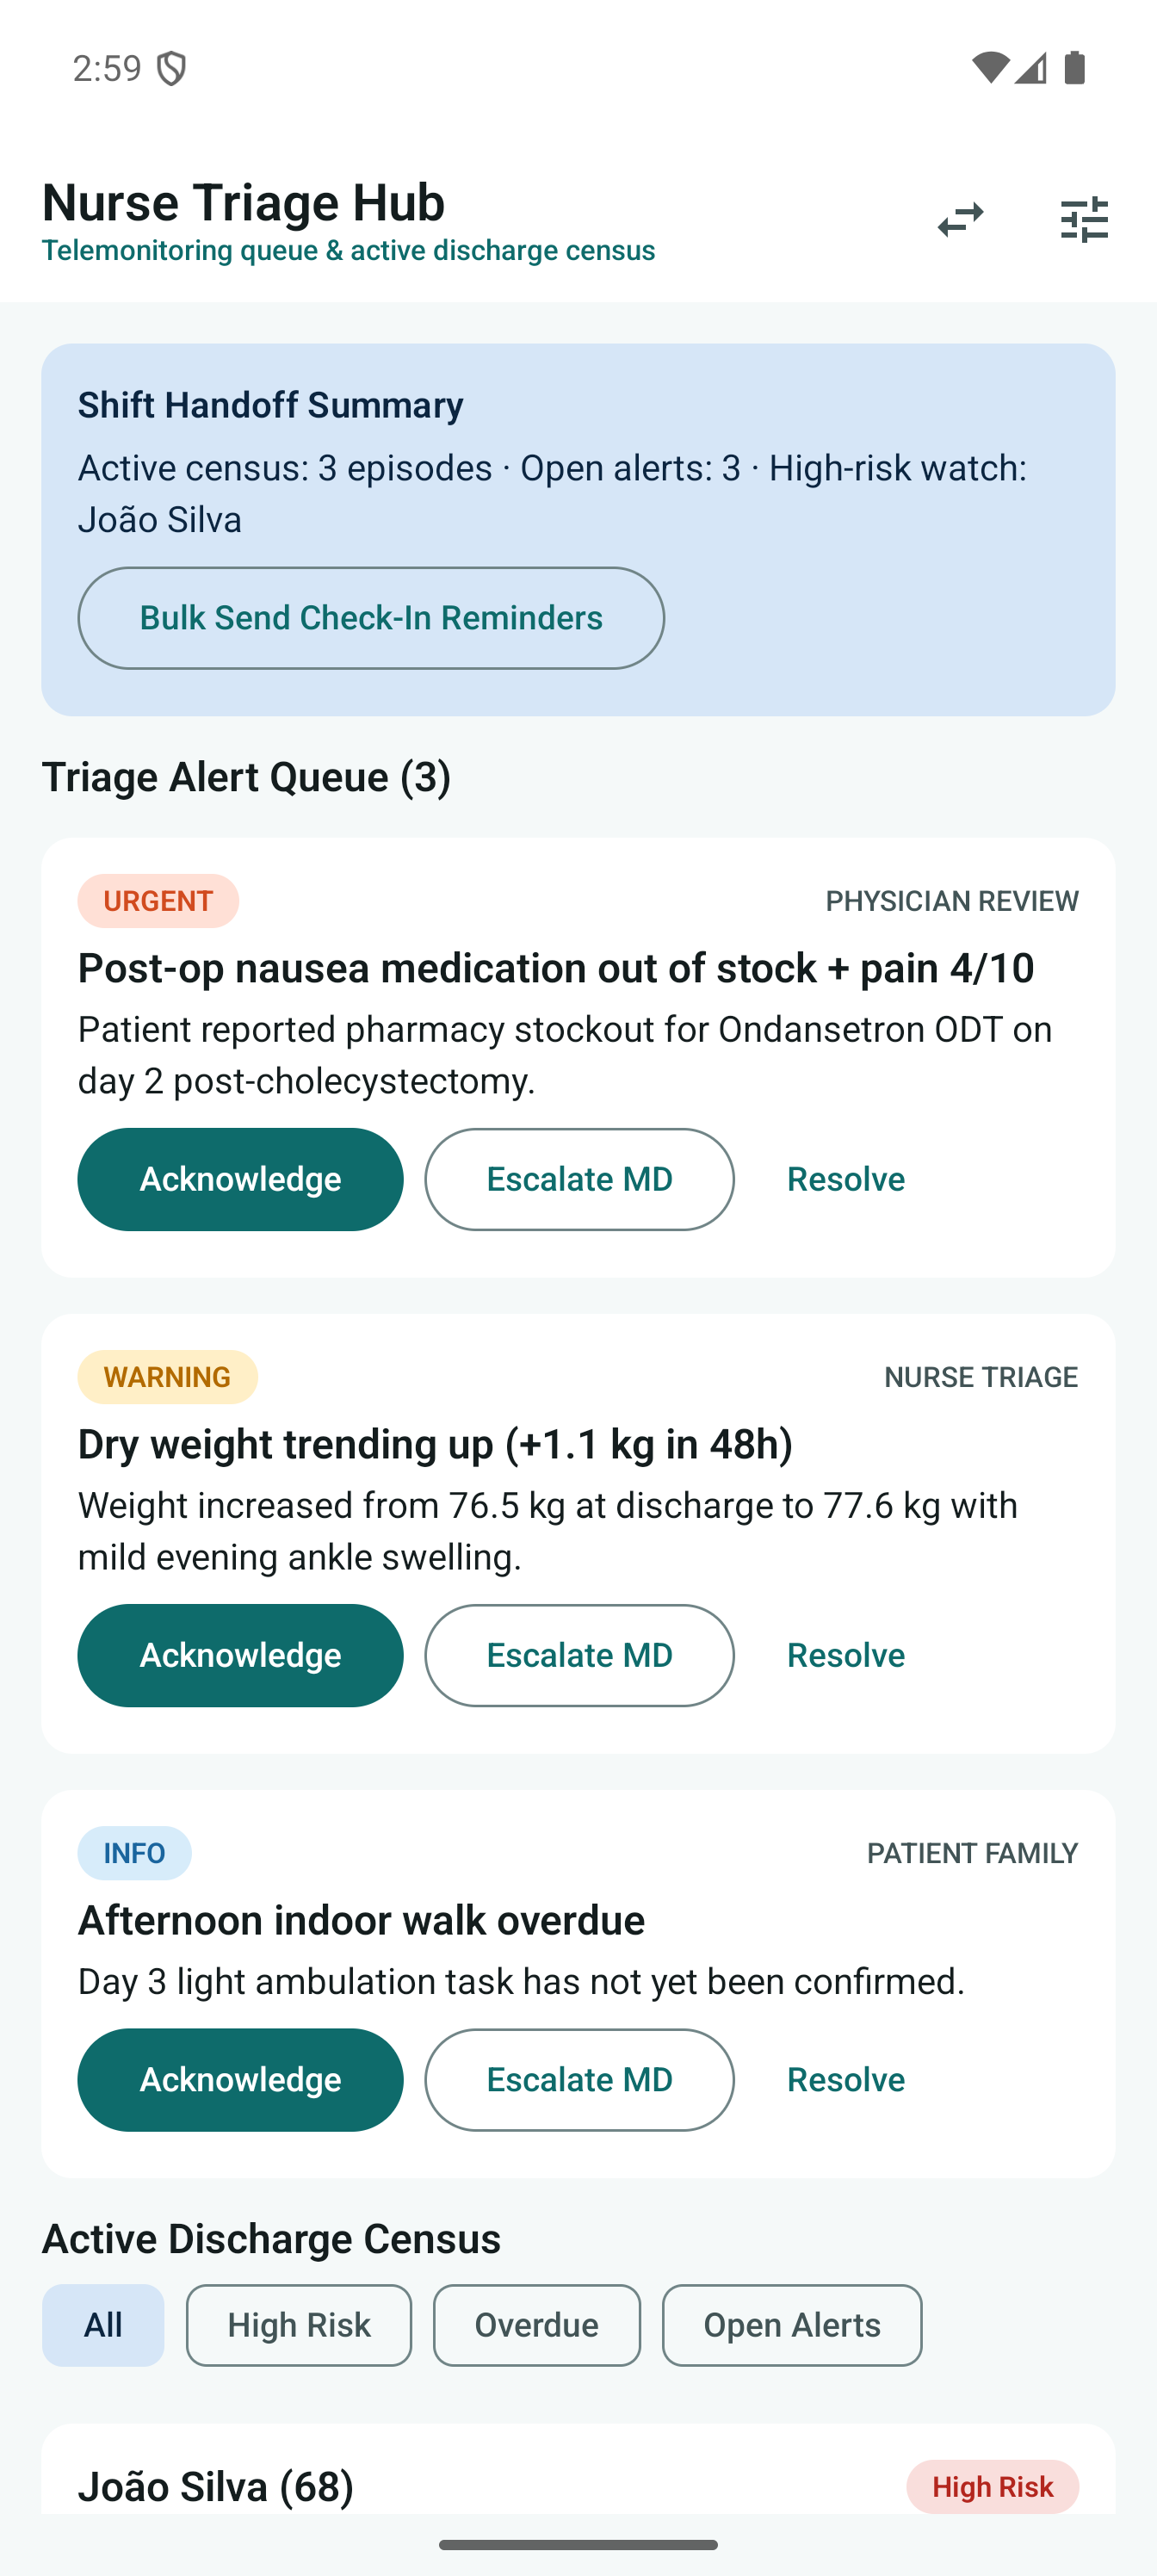 2:59
Nurse Triage Hub
Telemonitoring queue & active discharge census
Shift Handoff Summary
Active census: 3 episodes · Open alerts: 3 · High-risk watch:
João Silva
Bulk Send Check-In Reminders
Triage Alert Queue (3)
URGENT
PHYSICIAN REVIEW
Post-op nausea medication out of stock + pain 4/10
Patient reported pharmacy stockout for Ondansetron ODT on
day 2 post-cholecystectomy.
Acknowledge
Escalate MD
Resolve
WARNING
NURSE TRIAGE
Dry weight trending up (+1.1 kg in 48h)
Weight increased from 76.5 kg at discharge to 77.6 kg with
mild evening ankle swelling.
Acknowledge
Escalate MD
Resolve
INFO
PATIENT FAMILY
Afternoon indoor walk overdue
Day 3 light ambulation task has not yet been confirmed.
Acknowledge
Escalate MD
Resolve
Active Discharge Census
All
High Risk
Overdue
Open Alerts
João Silva (68)
High Risk